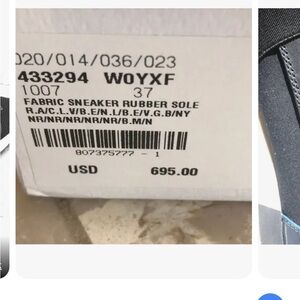 020/014/036/023
433294 W0YXF
1007 37
FABRIC SNEAKER RUBBER SOLE
R.A/C.L.V/B.E/N.L/B.E/V.G.B/NY
NR/NR/NR/NR/NR/B.M/N
807375777 - 1
USD 695.00